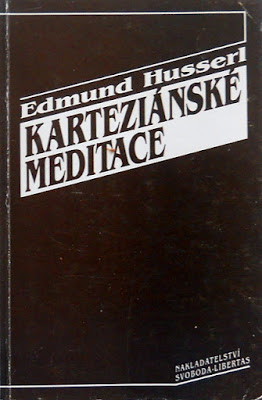 Edmund Husserl
KARTEZIÁNSKÉ
MEDITACE
NAKLADATELSTVÍ
SVOBODA-LIBERTAS